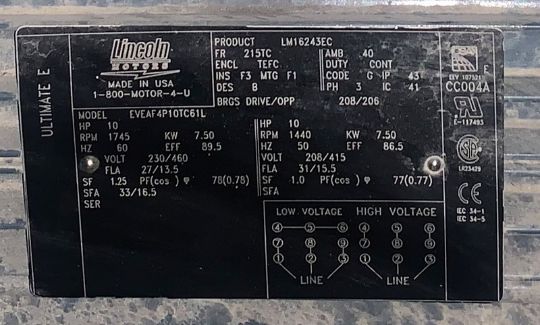 ULTIMATE E
Lincoln
MOTORS
MADE IN USA
1-800-MOTOR-4-U
PRODUCT LM16243EC
FR 215TC AMB 40
ENCL TEFC DUTY CONT
INS F3 MTG F1 CODE G IP 43
DES B PH 3 IC 41
BRGS DRIVE/OPP 208/206
E
EEV 107521
CC004A
E-117493
LR23429
CE
IEC 34-1
IEC 34-5
MODEL EVEAF4P10TC61L
HP 10
RPM 1745 KW 7.50
HZ 60 EFF 89.5
VOLT 230/460
FLA 27/13.5
SF 1.25 PF(cos) φ 78(0.78)
SFA 33/16.5
SER
HP 10
RPM 1440 KW 7.50
HZ 50 EFF 86.5
VOLT 208/415
FLA 31/15.5
SF 1.0 PF(cos) φ 77(0.77)
LOW VOLTAGE HIGH VOLTAGE
4 5 6 4 5 6
7 8 9 7 8 9
1 2 3 1 2 3
LINE LINE